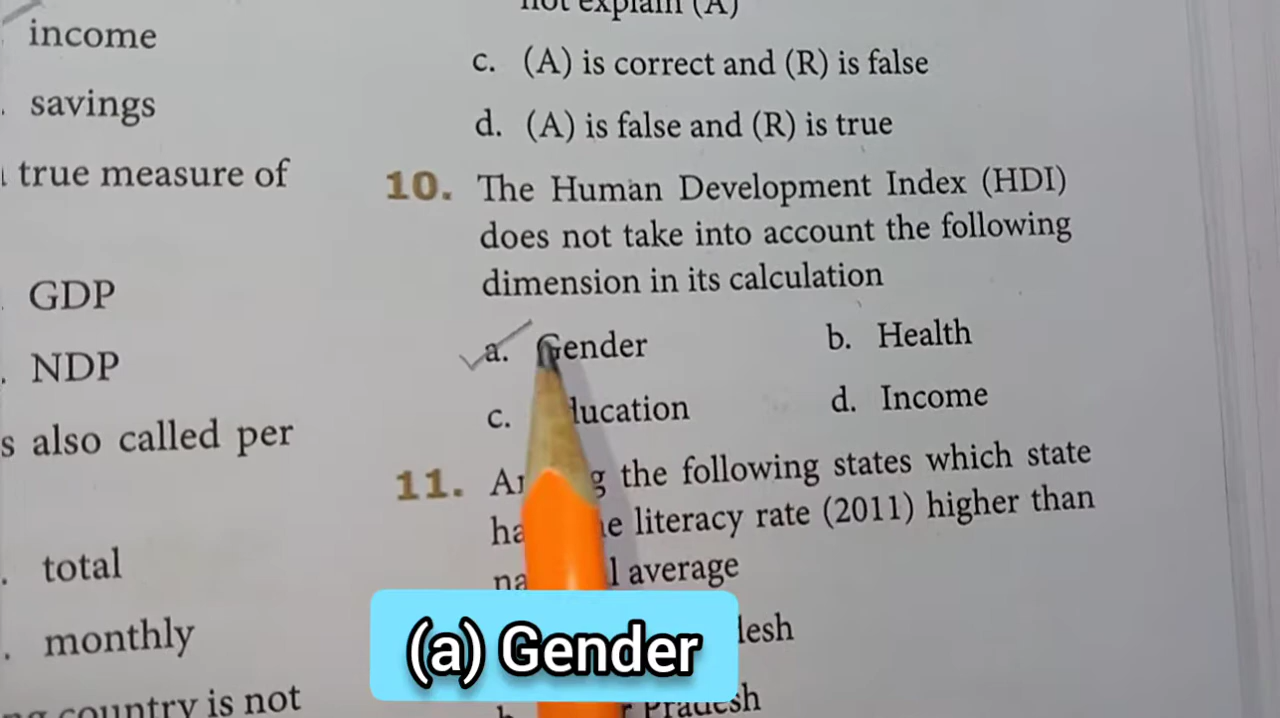 income
savings
true measure of
GDP
NDP
s also called per
total
monthly
country is not
not explain (A)
c. (A) is correct and (R) is false
d. (A) is false and (R) is true
10. The Human Development Index (HDI)
does not take into account the following
dimension in its calculation
a. Gender
b. Health
c.
d. Income
11. the following states which state
literacy rate (2011) higher than
average
(a) Gender